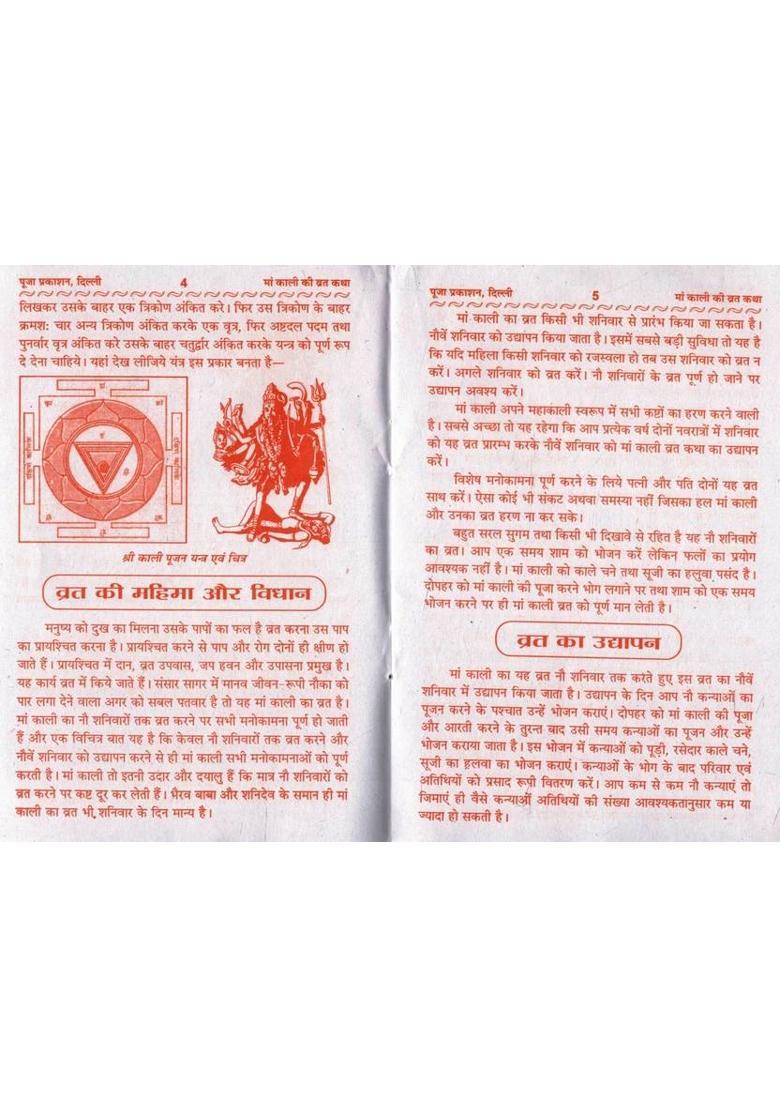 पूजा प्रकाशन, दिल्ली 4 मां काली की व्रत कथा
लिखकर उसके बाहर एक त्रिकोण अंकित करे। फिर उस त्रिकोण के बाहर
क्रमश: चार अन्य त्रिकोण अंकित करके एक वृत्र, फिर अष्टदल पदम तथा
पुनर्वार वृत्र अंकित करे उसके बाहर चतुर्द्वार अंकित करके यन्त्र को पूर्ण रूप
दे देना चाहिये। यहां देख लीजिये यंत्र इस प्रकार बनता है—
श्री काली पूजन यन्त्र एवं चित्र
व्रत की महिमा और विधान
मनुष्य को दुख का मिलना उसके पापों का फल है व्रत करना उस पाप
का प्रायश्चित करना है। प्रायश्चित करने से पाप और रोग दोनों ही क्षीण हो
जाते हैं। प्रायश्चित में दान, व्रत उपवास, जप हवन और उपासना प्रमुख है।
यह कार्य व्रत में किये जाते हैं। संसार सागर में मानव जीवन-रूपी नौका को
पार लगा देने वाला अगर को सबल पतवार है तो यह मां काली का व्रत है।
मां काली का नौ शनिवारों तक व्रत करने पर सभी मनोकामना पूर्ण हो जाती
हैं और एक विचित्र बात यह है कि केवल नौ शनिवारों तक व्रत करने और
नौवें शनिवार को उद्यापन करने से ही मां काली सभी मनोकामनाओं को पूर्ण
करती है। मां काली तो इतनी उदार और दयालु हैं कि मात्र नौ शनिवारों को
व्रत करने पर कष्ट दूर कर लेती हैं। भैरव बाबा और शनिदेव के समान ही मां
काली का व्रत भी शनिवार के दिन मान्य है।
पूजा प्रकाशन, दिल्ली 5 मां काली की व्रत कथा
मां काली का व्रत किसी भी शनिवार से प्रारंभ किया जा सकता है।
नौवें शनिवार को उद्यापन किया जाता है। इसमें सबसे बड़ी सुविधा तो यह है
कि यदि महिला किसी शनिवार को रजस्वला हो तब उस शनिवार को व्रत न
करें। अगले शनिवार को व्रत करें। नौ शनिवारों के व्रत पूर्ण हो जाने पर
उद्यापन अवश्य करें।
मां काली अपने महाकाली स्वरूप में सभी कष्टों का हरण करने वाली
है। सबसे अच्छा तो यह रहेगा कि आप प्रत्येक वर्ष दोनों नवरात्रों में शनिवार
को यह व्रत प्रारम्भ करके नौवें शनिवार को मां काली व्रत कथा का उद्यापन
करें।
विशेष मनोकामना पूर्ण करने के लिये पत्नी और पति दोनों यह व्रत
साथ करें। ऐसा कोई भी संकट अथवा समस्या नहीं जिसका हल मां काली
और उनका व्रत हरण ना कर सके।
बहुत सरल सुगम तथा किसी भी दिखावे से रहित है यह नौ शनिवारों
का व्रत। आप एक समय शाम को भोजन करें लेकिन फलों का प्रयोग
आवश्यक नहीं है। मां काली को काले चने तथा सूजी का हलुवा पसंद है।
दोपहर को मां काली की पूजा करने भोग लगाने पर तथा शाम को एक समय
भोजन करने पर ही मां काली व्रत को पूर्ण मान लेती है।
व्रत का उद्यापन
मां काली का यह व्रत नौ शनिवार तक करते हुए इस व्रत का नौवें
शनिवार में उद्यापन किया जाता है। उद्यापन के दिन आप नौ कन्याओं का
पूजन करने के पश्चात उन्हें भोजन कराएं। दोपहर को मां काली की पूजा
और आरती करने के तुरन्त बाद उसी समय कन्याओं का पूजन और उन्हें
भोजन कराया जाता है। इस भोजन में कन्याओं को पूड़ी, रसेदार काले चने,
सूजी का हलवा का भोजन कराएं। कन्याओं के भोग के बाद परिवार एवं
अतिथियों को प्रसाद रूपी वितरण करें। आप कम से कम नौ कन्याएं तो
जिमाएं ही वैसे कन्याओं अतिथियों की संख्या आवश्यकतानुसार कम या
ज्यादा हो सकती है।